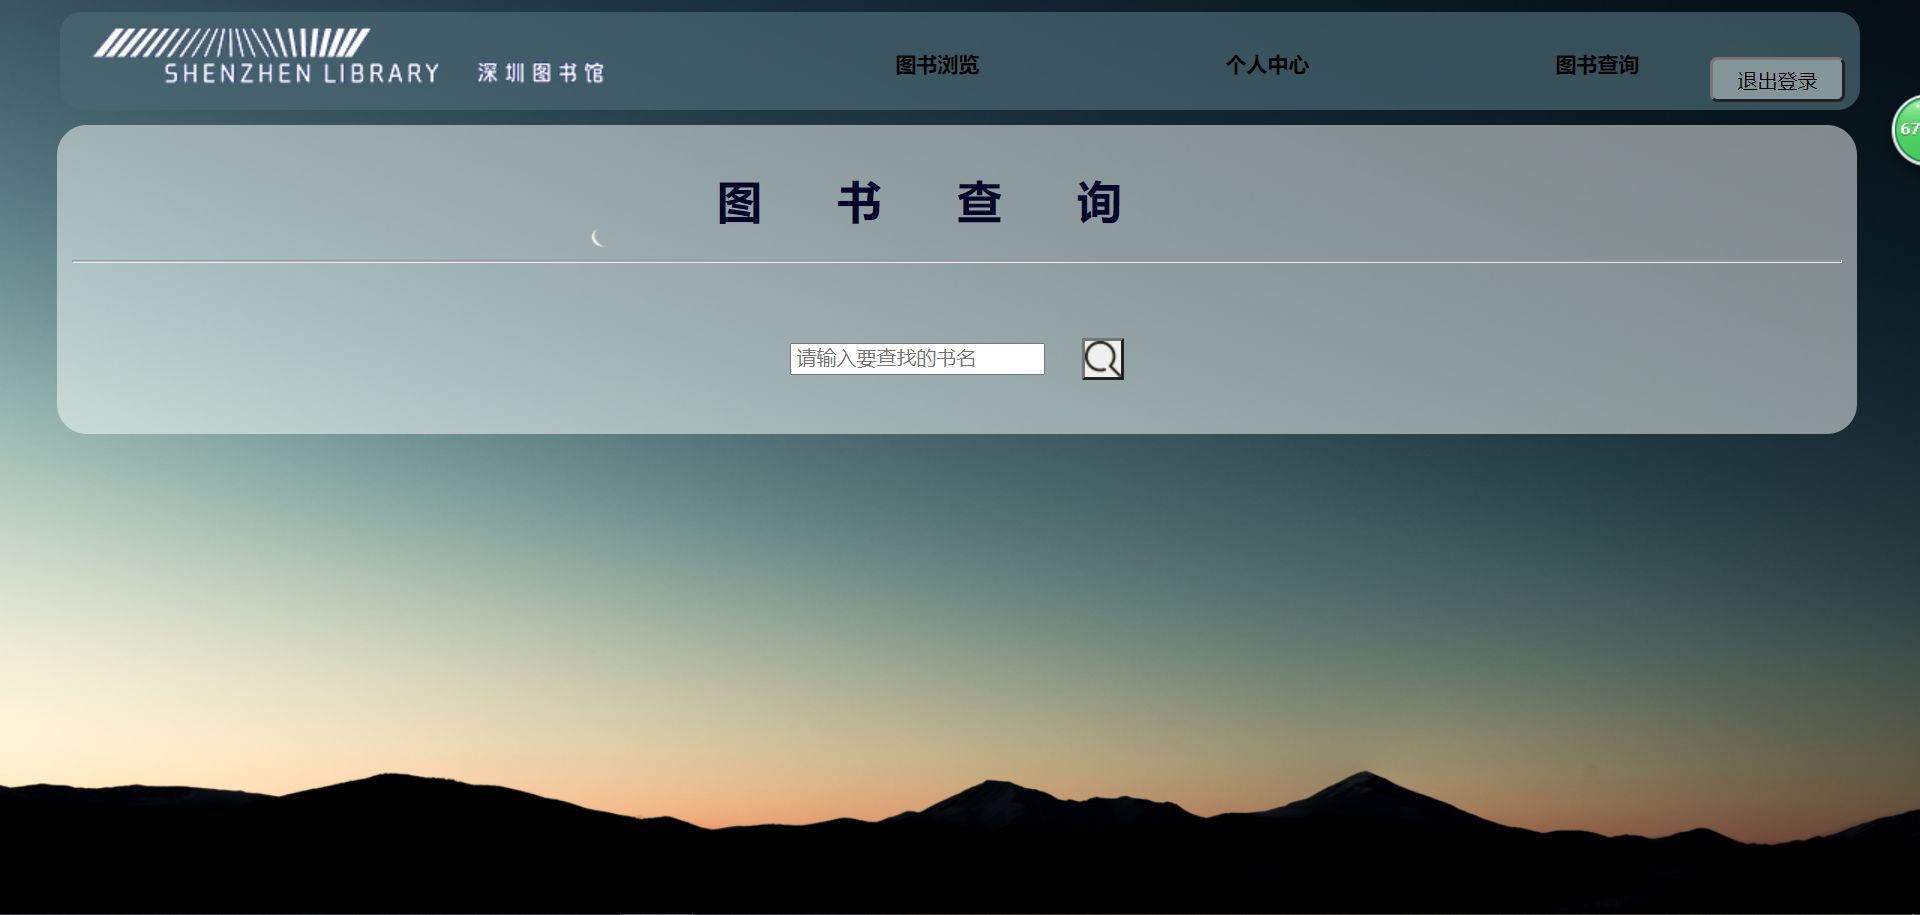 SHENZHEN LIBRARY 深圳图书馆
图书浏览
个人中心
图书查询
退出登录
67
图 书 查 询
请输入要查找的书名